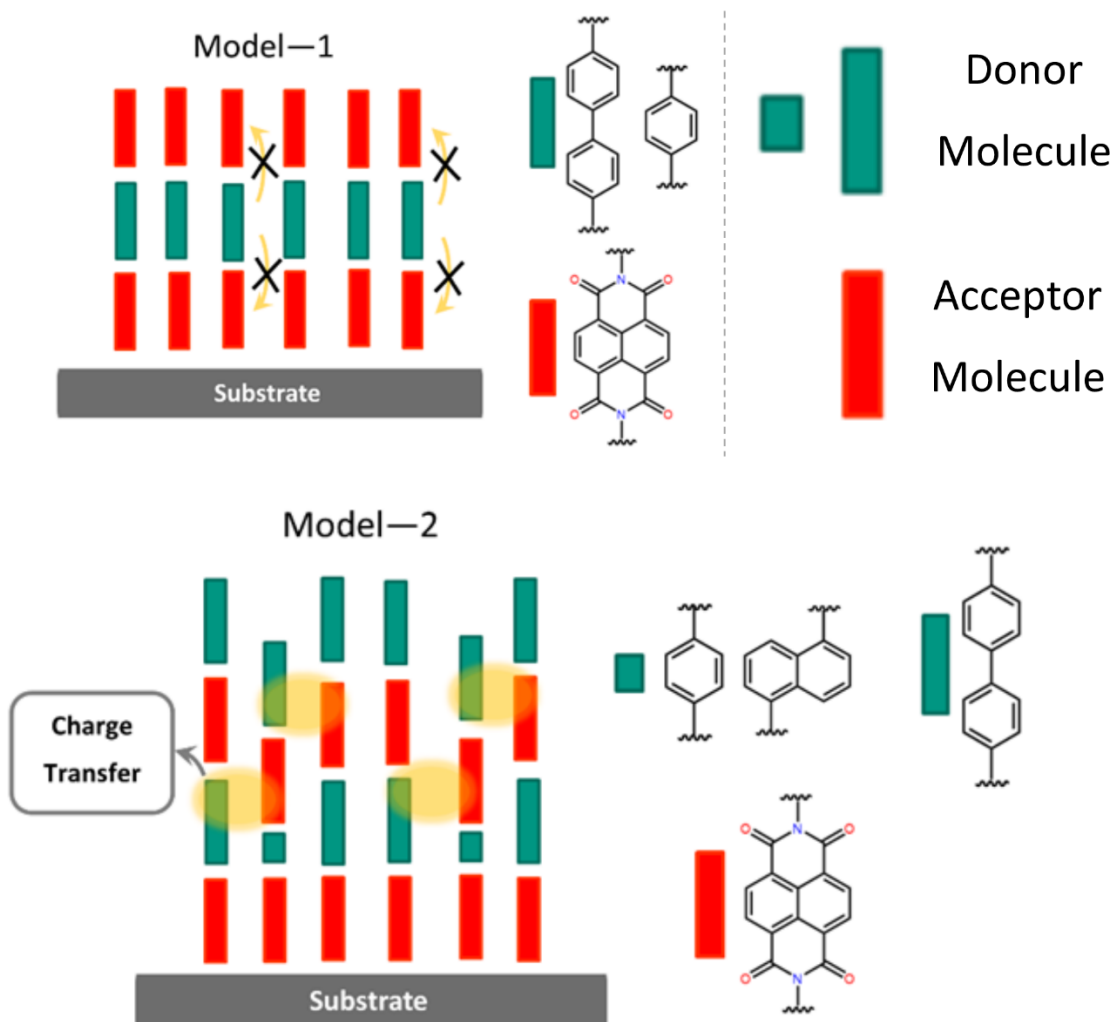 Model—1
Substrate
O
N
O
O
N
O
Donor
Molecule
Acceptor
Molecule
Model—2
Charge
Transfer
Substrate
O
N
O
O
N
O